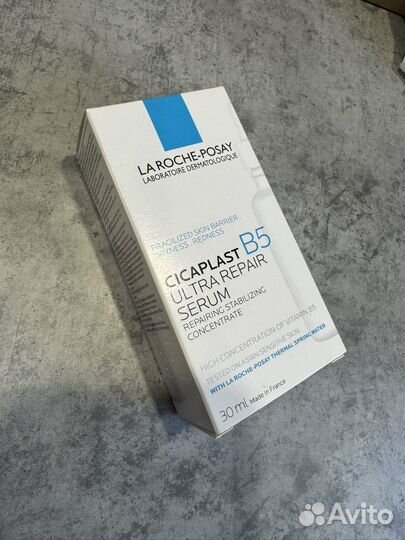 LA ROCHE-POSAY
LABORATOIRE DERMATOLOGIQUE
FRAGILIZED SKIN BARRIER,
DRYNESS, REDNESS
CICAPLAST B5
ULTRA REPAIR
SERUM
REPAIRING, STABILIZING
CONCENTRATE
HIGH CONCENTRATION OF VITAMIN B5
TESTED ON ASIAN SENSITIVE SKIN
WITH LA ROCHE-POSAY THERMAL SPRING WATER
30 ml Made in France
Avito